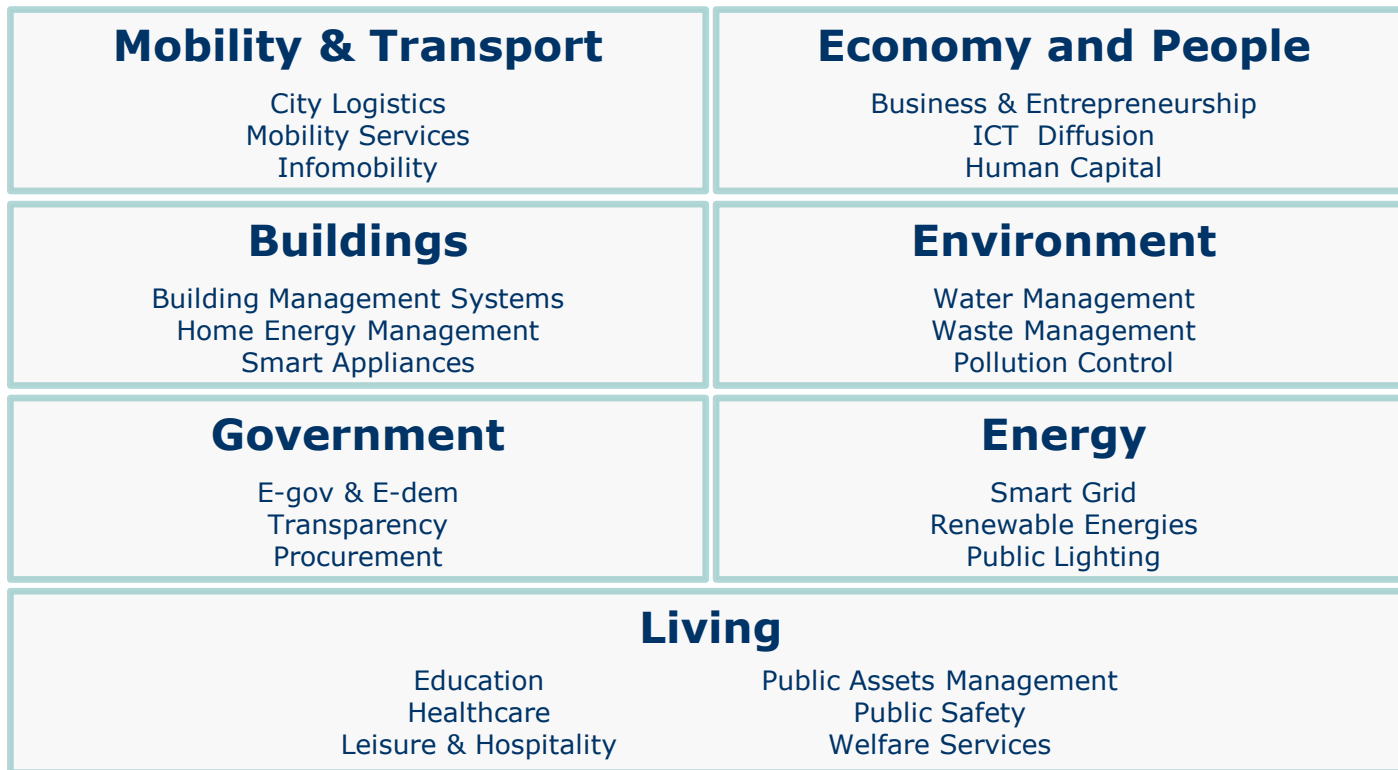 Mobility & Transport
City Logistics
Mobility Services
Infomobility
Economy and People
Business & Entrepreneurship
ICT Diffusion
Human Capital
Buildings
Building Management Systems
Home Energy Management
Smart Appliances
Environment
Water Management
Waste Management
Pollution Control
Government
E-gov & E-dem
Transparency
Procurement
Energy
Smart Grid
Renewable Energies
Public Lighting
Living
Education
Healthcare
Leisure & Hospitality
Public Assets Management
Public Safety
Welfare Services